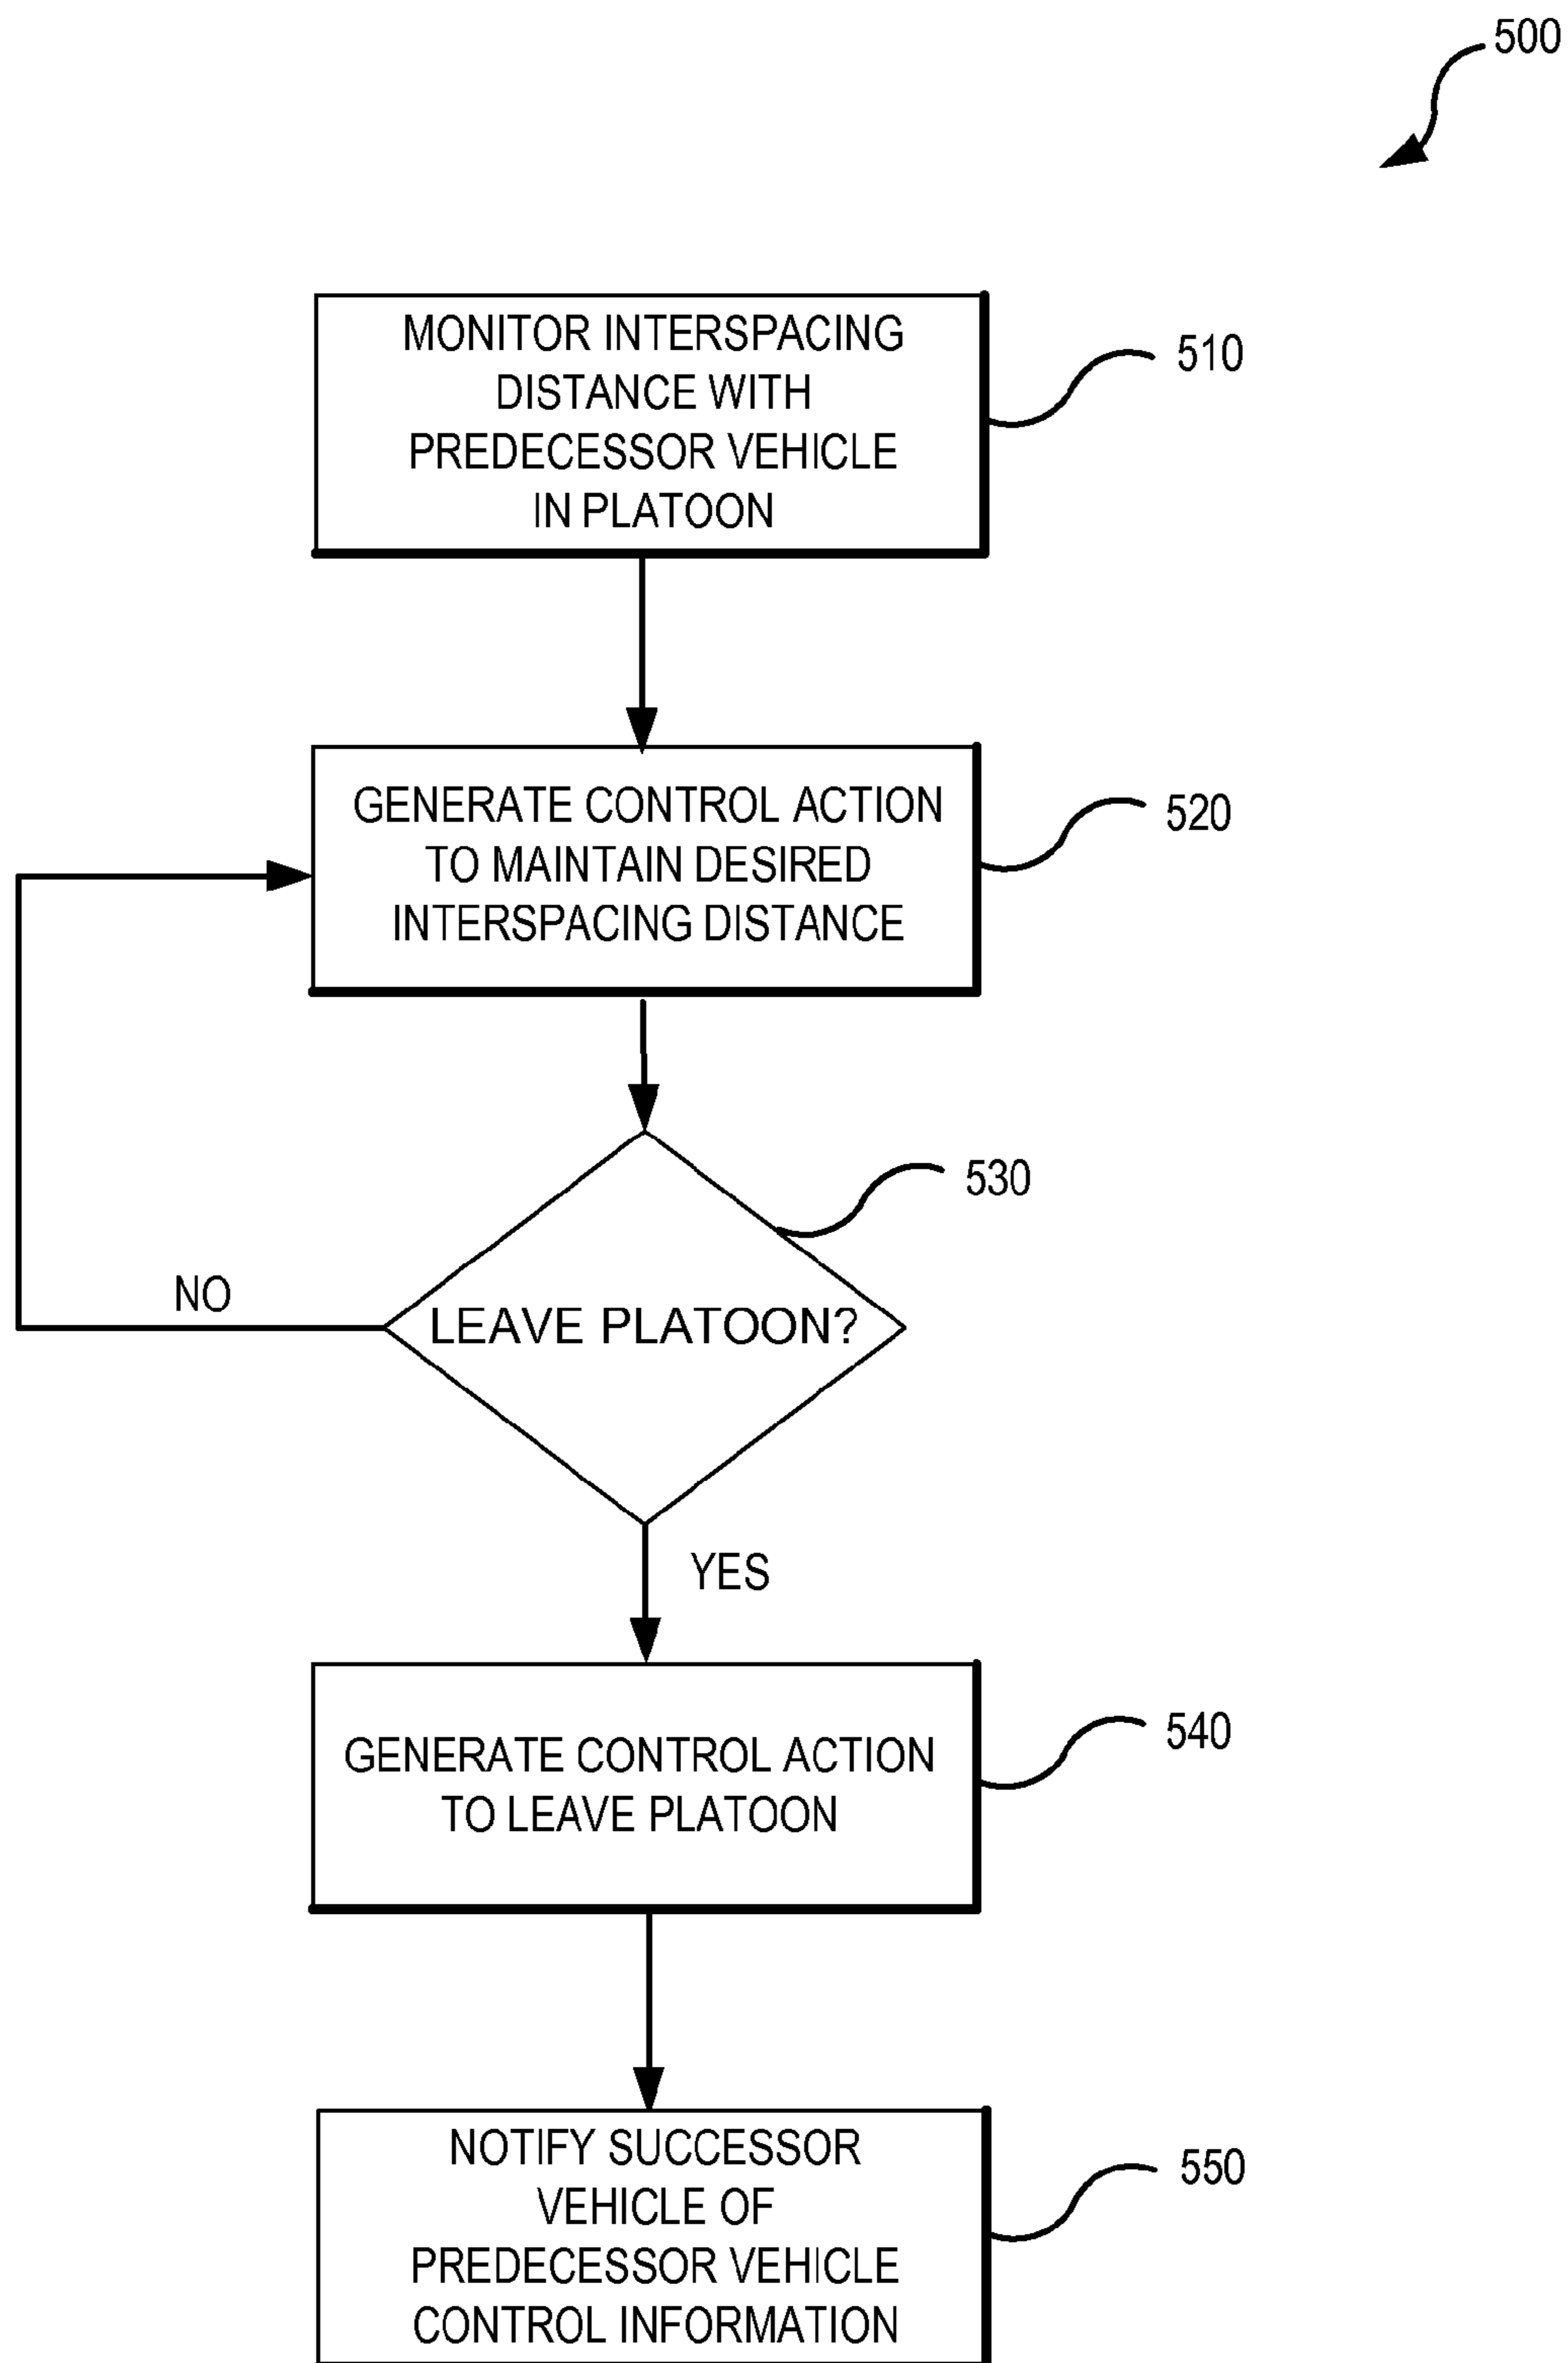 500
MONITOR INTERSPACING
DISTANCE WITH
PREDECESSOR VEHICLE
IN PLATOON
510
GENERATE CONTROL ACTION
TO MAINTAIN DESIRED
INTERSPACING DISTANCE
520
530
LEAVE PLATOON?
NO
YES
GENERATE CONTROL ACTION
TO LEAVE PLATOON
540
NOTIFY SUCCESSOR
VEHICLE OF
PREDECESSOR VEHICLE
CONTROL INFORMATION
550